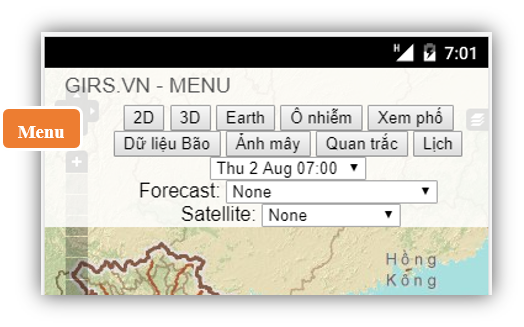 H 7:01
GIRS.VN - MENU
Menu
2D 3D Earth Ô nhiễm Xem phố
Dữ liệu Bão Ảnh mây Quan trắc Lịch
Thu 2 Aug 07:00
Forecast: None
Satellite: None
Hồng
Kông